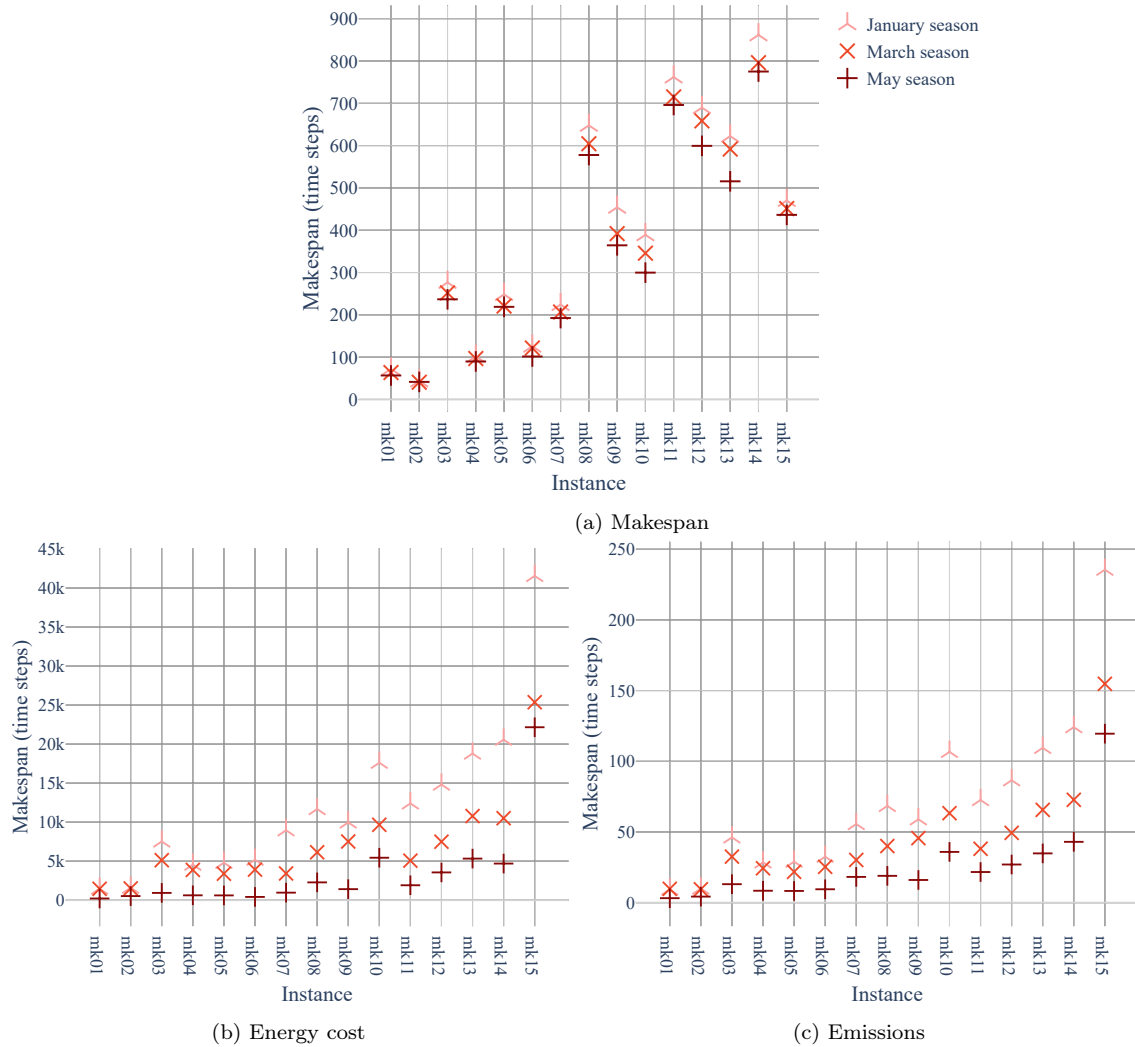 900
800
700
600
500
400
300
200
100
0
Makespan (time steps)
January season
March season
May season
mk01
mk02
mk03
mk04
mk05
mk06
mk07
mk08
mk09
mk10
mk11
mk12
mk13
mk14
mk15
Instance
(a) Makespan
45k
40k
35k
30k
25k
20k
15k
10k
5k
0
Makespan (time steps)
mk01
mk02
mk03
mk04
mk05
mk06
mk07
mk08
mk09
mk10
mk11
mk12
mk13
mk14
mk15
Instance
(b) Energy cost
250
200
150
100
50
0
Makespan (time steps)
mk01
mk02
mk03
mk04
mk05
mk06
mk07
mk08
mk09
mk10
mk11
mk12
mk13
mk14
mk15
Instance
(c) Emissions